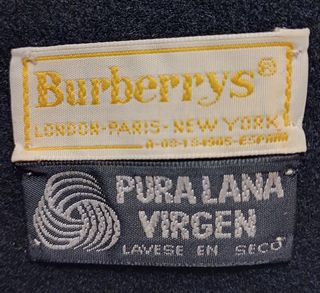 Burberrys®
LONDON-PARIS-NEW YORK
PURA LANA
VIRGEN
LAVESE EN SECO